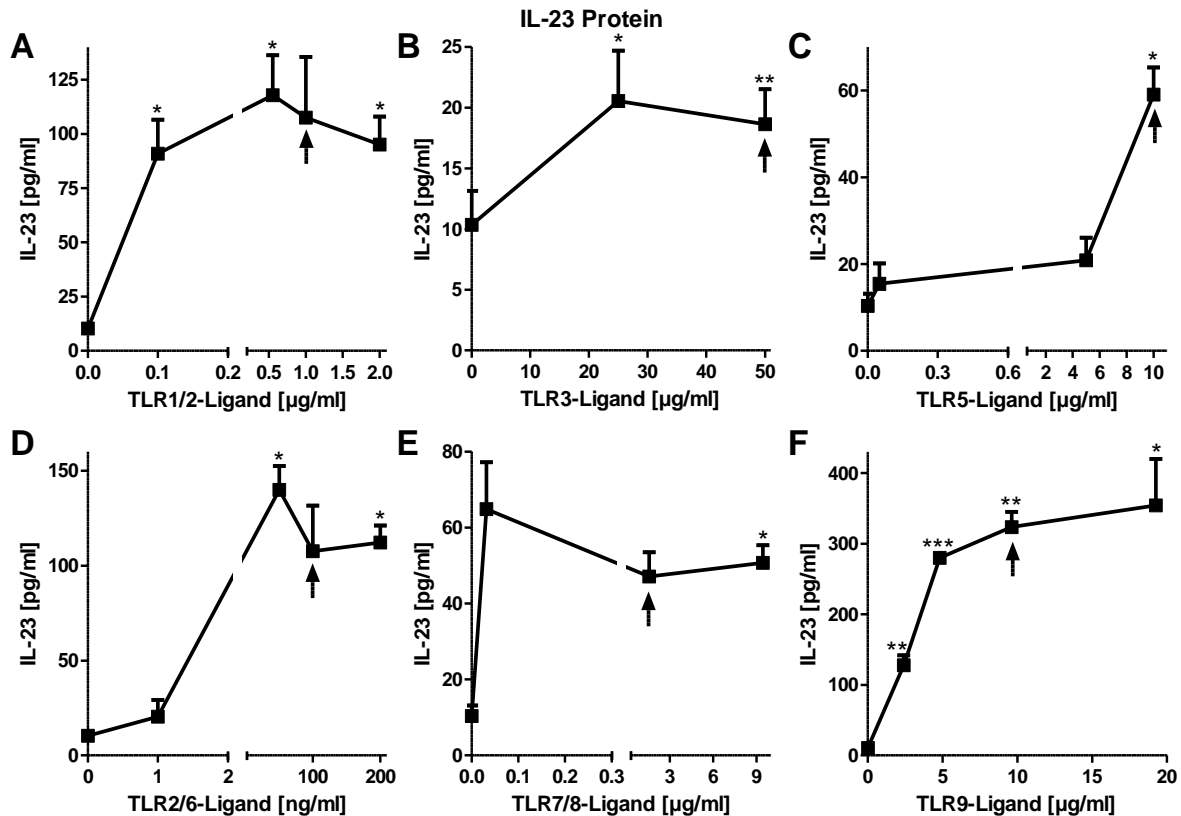 IL-23 Protein
A
IL-23 [pg/ml]
125
100
75
50
25
0
* * *
0.0 0.1 0.2 0.5 1.0 1.5 2.0
TLR1/2-Ligand [µg/ml]
B
IL-23 [pg/ml]
25
20
15
10
5
0
* **
0 10 20 30 40 50
TLR3-Ligand [µg/ml]
C
IL-23 [pg/ml]
60
40
20
0
*
0.0 0.3 0.6 2 4 6 8 10
TLR5-Ligand [µg/ml]
D
IL-23 [pg/ml]
150
100
50
0
* *
0 1 2 100 200
TLR2/6-Ligand [ng/ml]
E
IL-23 [pg/ml]
80
60
40
20
0
*
0.0 0.1 0.2 0.3 3 6 9
TLR7/8-Ligand [µg/ml]
F
IL-23 [pg/ml]
400
300
200
100
0
** *** ** *
0 5 10 15 20
TLR9-Ligand [µg/ml]